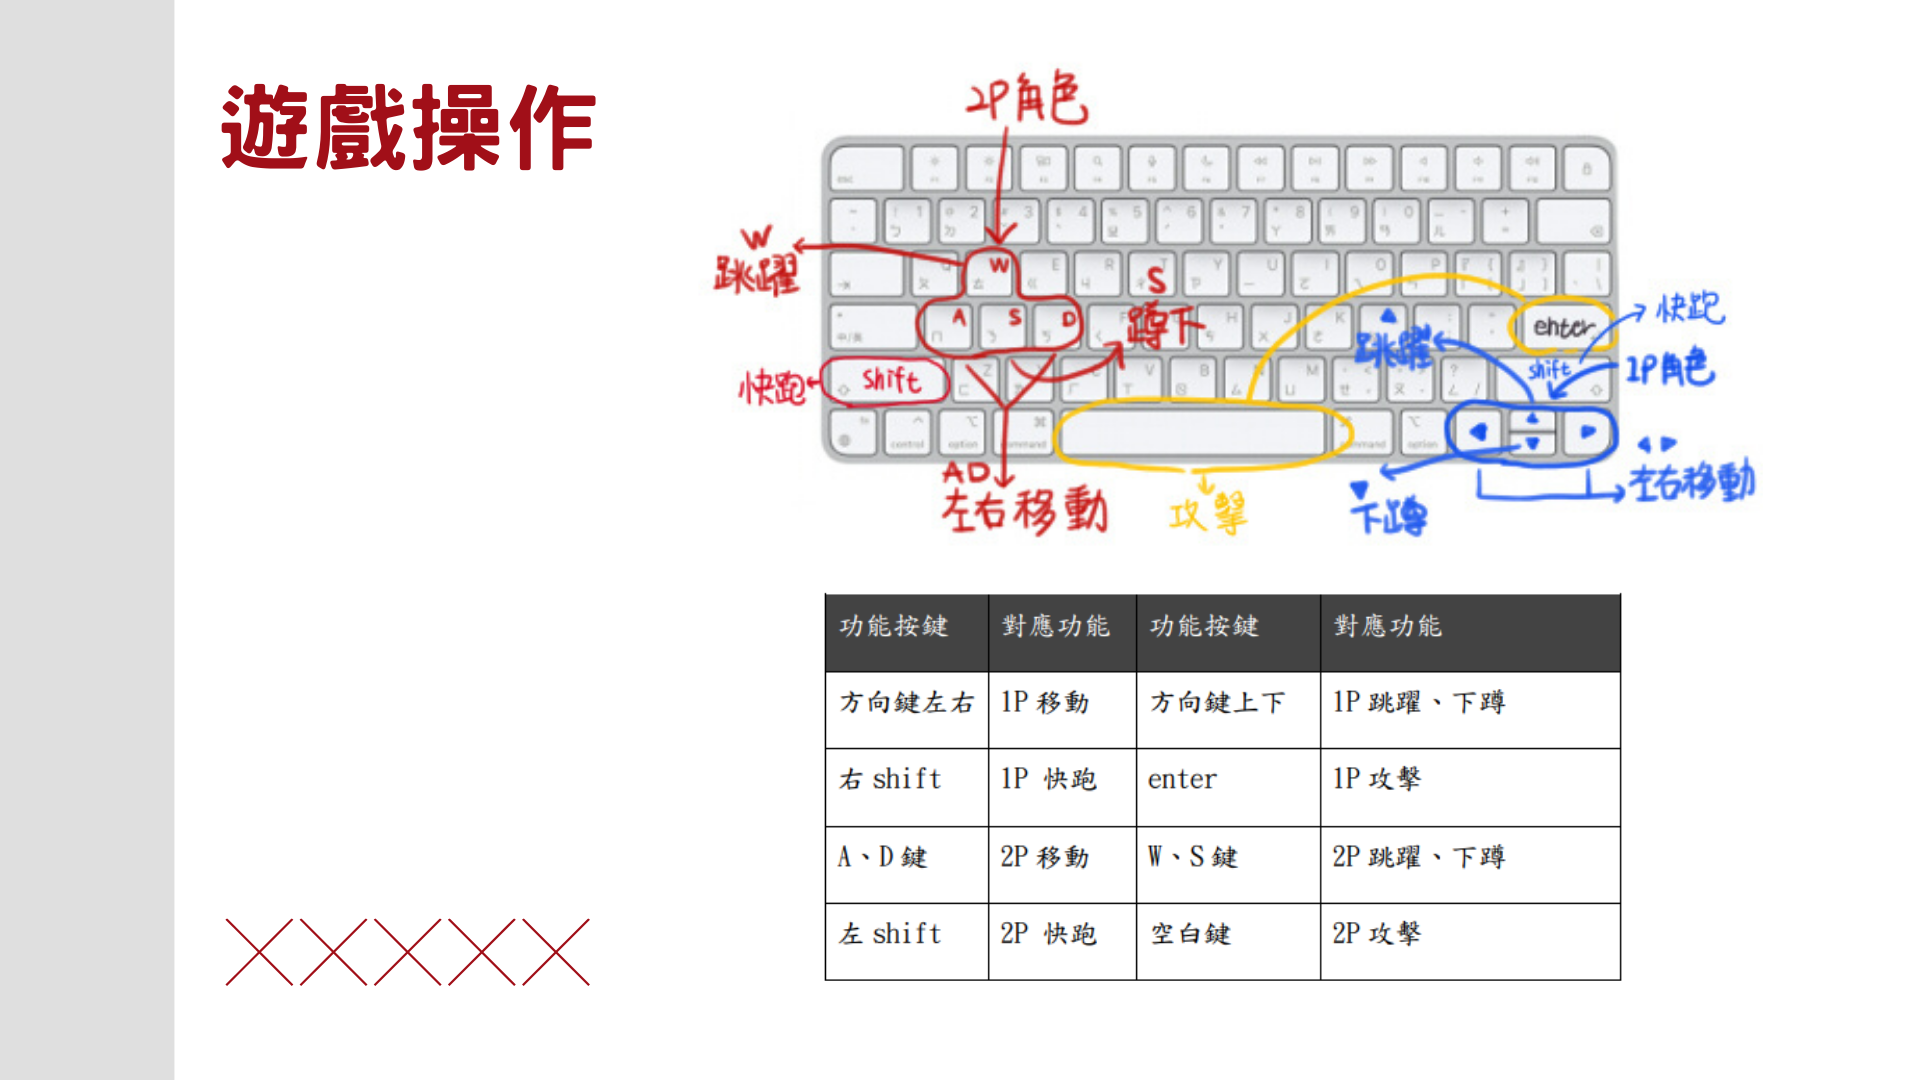 遊戲操作
2P角色
W
跳躍
W
A S D
S
蹲下
快跑
shift
AD
左右移動
攻擊
enter
快跑
shift
1P角色
▲
跳躍
◀ ▲ ▼ ▶
▼
下蹲
◀ ▶
左右移動
功能按鍵 對應功能 功能按鍵 對應功能
方向鍵左右 1P 移動 方向鍵上下 1P 跳躍、下蹲
右 shift 1P 快跑 enter 1P 攻擊
A、D 鍵 2P 移動 W、S 鍵 2P 跳躍、下蹲
左 shift 2P 快跑 空白鍵 2P 攻擊